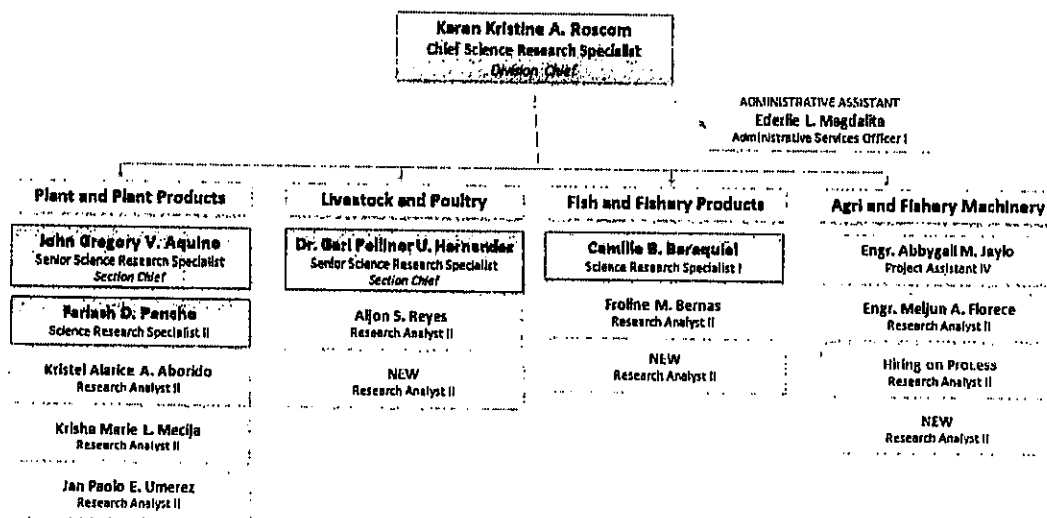 Karen Kristine A. Roscom
Chief Science Research Specialist
Division Chief
ADMINISTRATIVE ASSISTANT
Ederlie L. Magdalita
Administrative Services Officer I
Plant and Plant Products
John Gregory V. Aquino
Senior Science Research Specialist
Section Chief
Farlash D. Pancho
Science Research Specialist II
Kristel Alarice A. Aborido
Research Analyst II
Krisha Marie L. Mecija
Research Analyst II
Jan Paolo E. Umerez
Research Analyst II
Livestock and Poultry
Dr. Gari U. Hernandez
Senior Science Research Specialist
Section Chief
Aljon S. Reyes
Research Analyst II
NEW
Research Analyst II
Fish and Fishery Products
Camille B. Baraquiel
Science Research Specialist I
Froline M. Bernas
Research Analyst II
NEW
Research Analyst II
Agri and Fishery Machinery
Engr. Abbygail M. Jaylo
Project Assistant IV
Engr. Meljun A. Florece
Research Analyst II
Hiring on Process
Research Analyst II
NEW
Research Analyst II